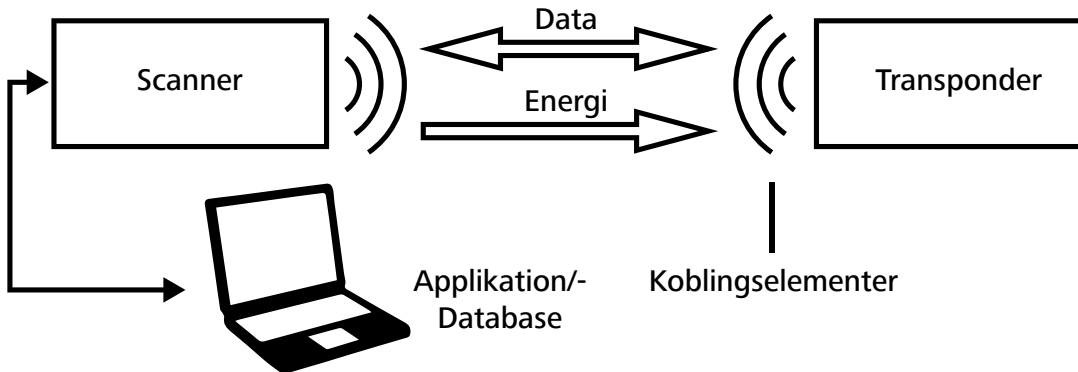 Data
Scanner
Transponder
Energi
Applikation/-
Database
Koblingselementer